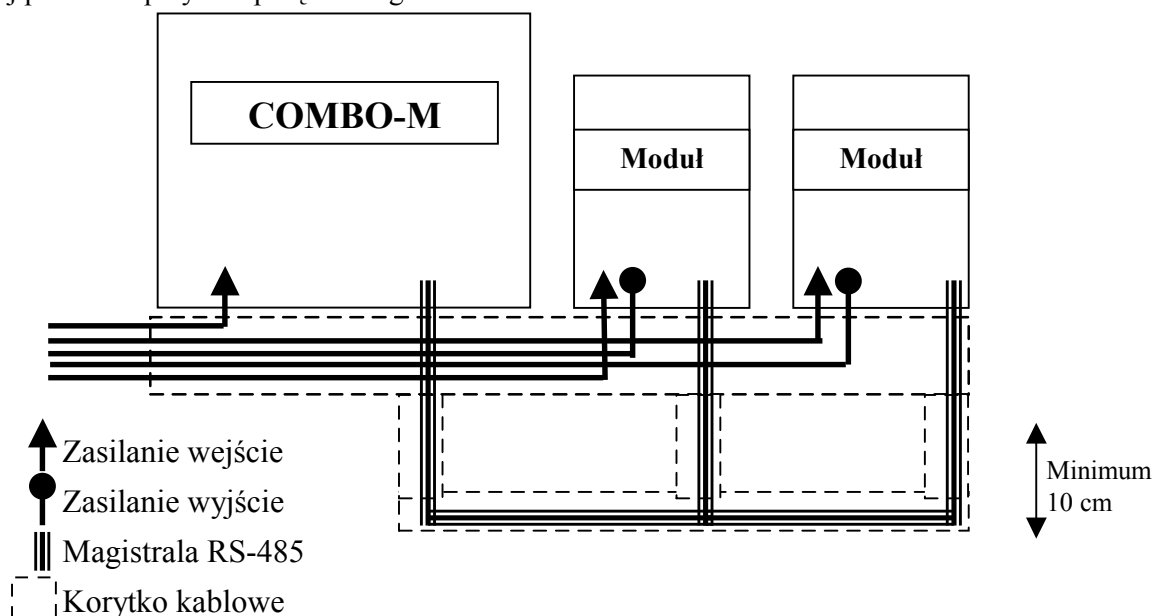 COMBO-M
Moduł
Moduł
Zasilanie wejście
Zasilanie wyjście
Magistrala RS-485
Korytko kablowe
Minimum
10 cm